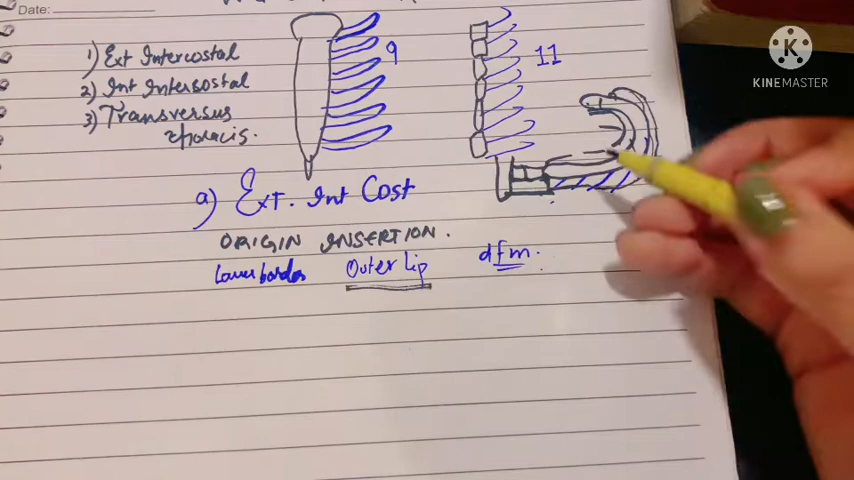 Date:
1) Ext Intercostal
2) Int Intersostal
3) Transversus
thoracis.
9
11
a) Ext. Int Cost
ORIGIN INSERTION.
Lower border Outer lip dfm.
K
KINEMASTER